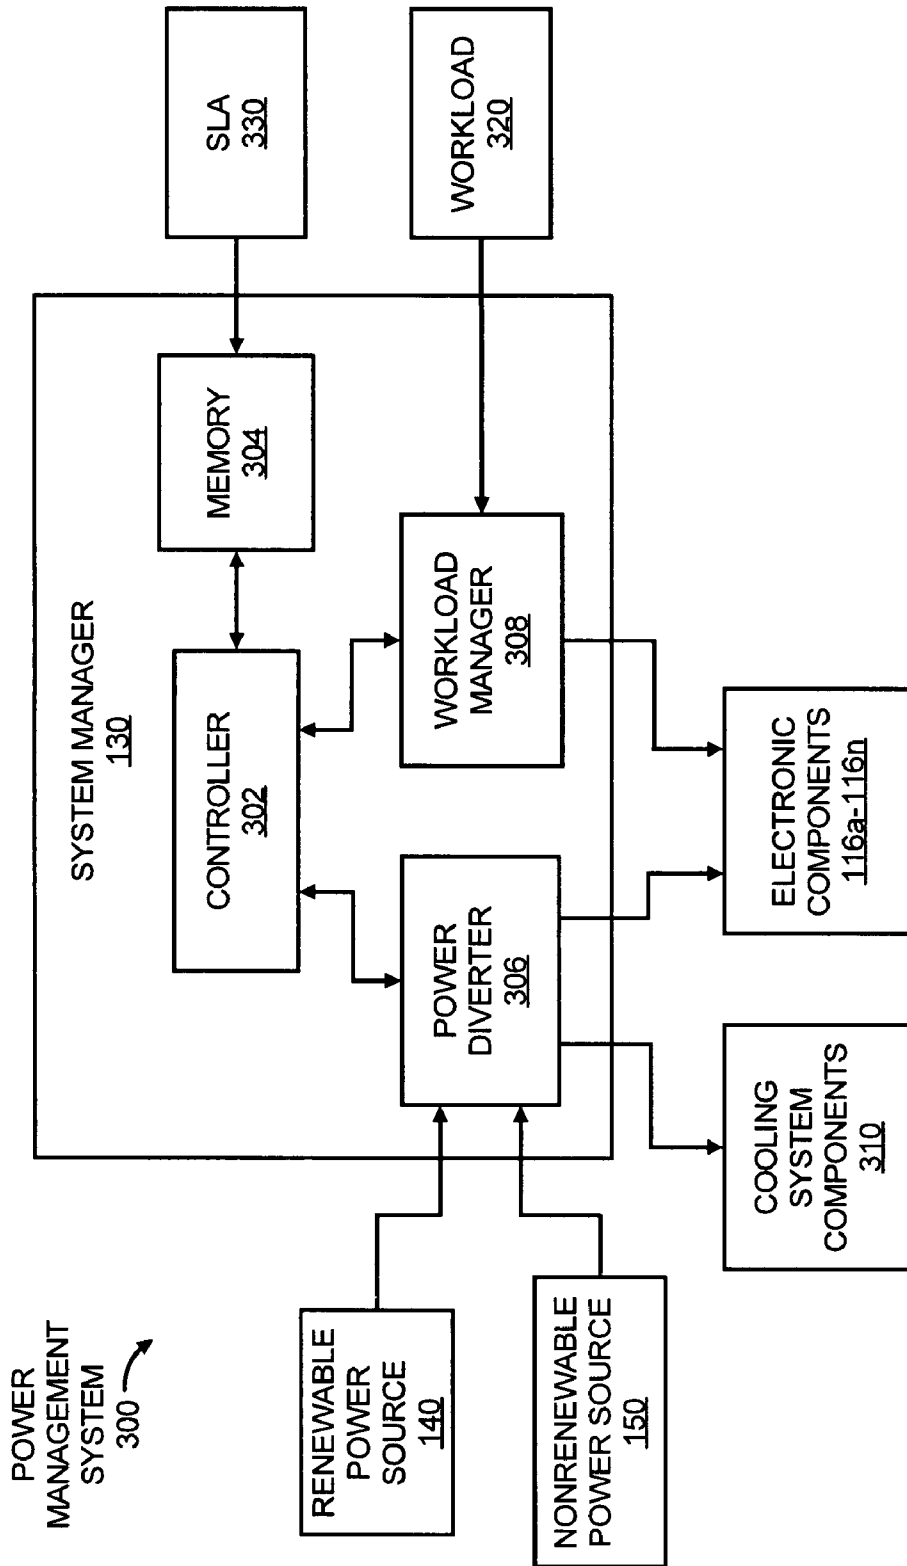 POWER
MANAGEMENT
SYSTEM
300
SYSTEM MANAGER
130
CONTROLLER
302
MEMORY
304
SLA
330
RENEWABLE
POWER
SOURCE
140
POWER
DIVERTER
306
WORKLOAD
MANAGER
308
WORKLOAD
320
NONRENEWABLE
POWER SOURCE
150
COOLING
SYSTEM
COMPONENTS
310
ELECTRONIC
COMPONENTS
116a-116n